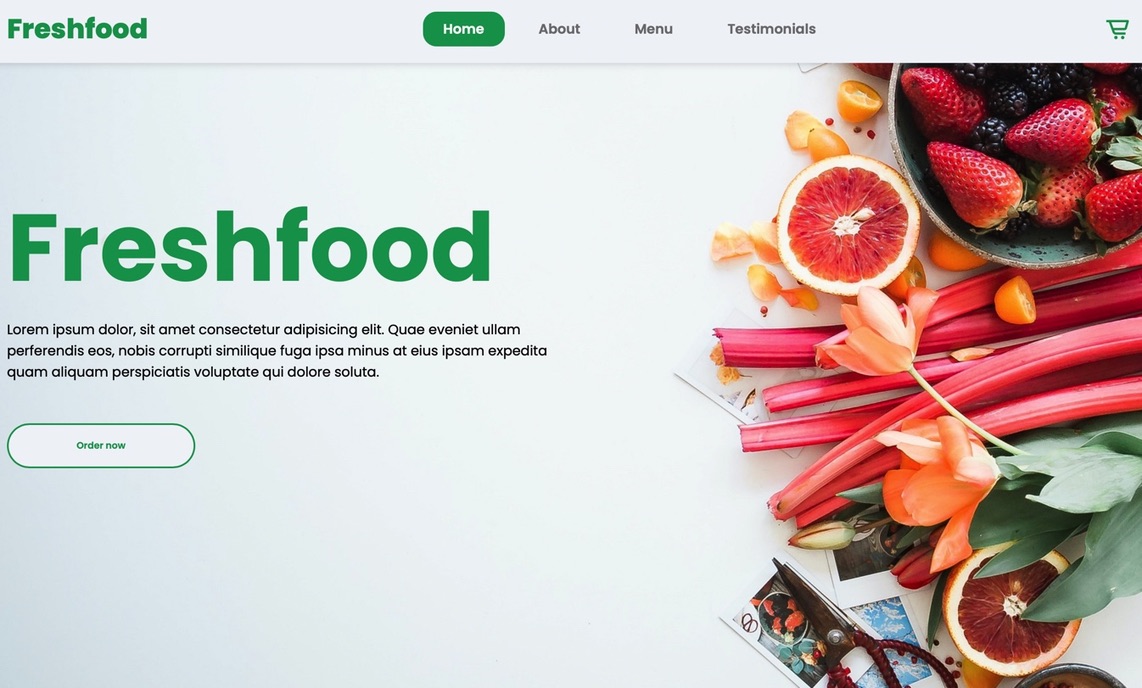 Freshfood
Home
About
Menu
Testimonials
Freshfood
Lorem ipsum dolor, sit amet consectetur adipisicing elit. Quae eveniet ullam
perferendis eos, nobis corrupti similique fuga ipsa minus at eius ipsam expedita
quam aliquam perspiciatis voluptate qui dolore soluta.
Order now